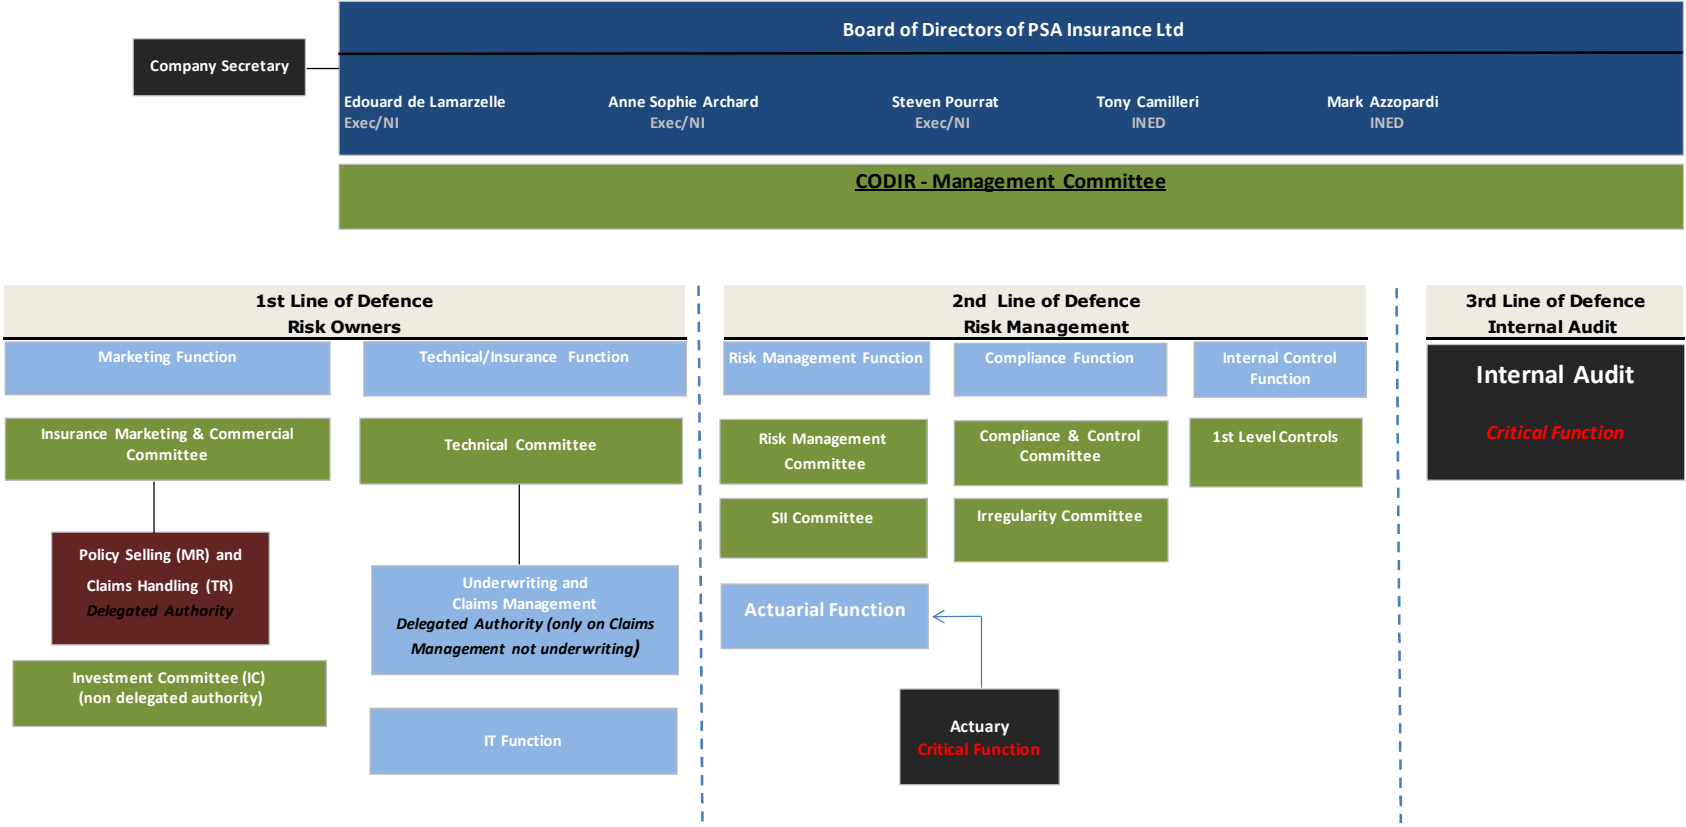 Board of Directors of PSA Insurance Ltd
Company Secretary
Edouard de Lamarzelle
Exec/NI
Anne Sophie Archard
Exec/NI
Steven Pourrat
Exec/NI
Tony Camilleri
INED
Mark Azzopardi
INED
CODIR - Management Committee
1st Line of Defence
Risk Owners
Marketing Function
Technical/Insurance Function
Insurance Marketing & Commercial
Committee
Technical Committee
Policy Selling (MR) and
Claims Handling (TR)
Delegated Authority
Underwriting and
Claims Management
Delegated Authority (only on Claims
Management not underwriting)
Investment Committee (IC)
(non delegated authority)
IT Function
2nd Line of Defence
Risk Management
Risk Management Function
Compliance Function
Internal Control
Function
Risk Management
Committee
Compliance & Control
Committee
1st Level Controls
SII Committee
Irregularity Committee
Actuarial Function
Actuary
Critical Function
3rd Line of Defence
Internal Audit
Internal Audit
Critical Function